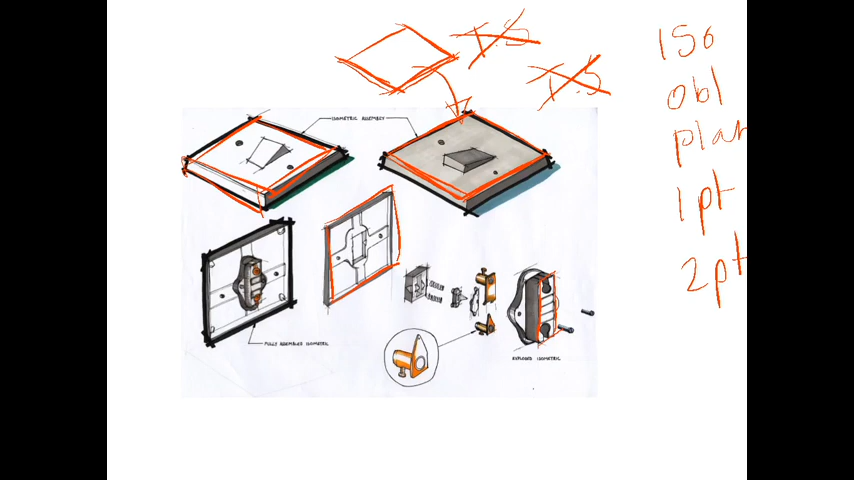 I.S
I.S
ISO
obl
plan
1pt
2pt
ISOMETRIC ASSEMBLY
FULLY ASSEMBLED ISOMETRIC
EXPLODED ISOMETRIC